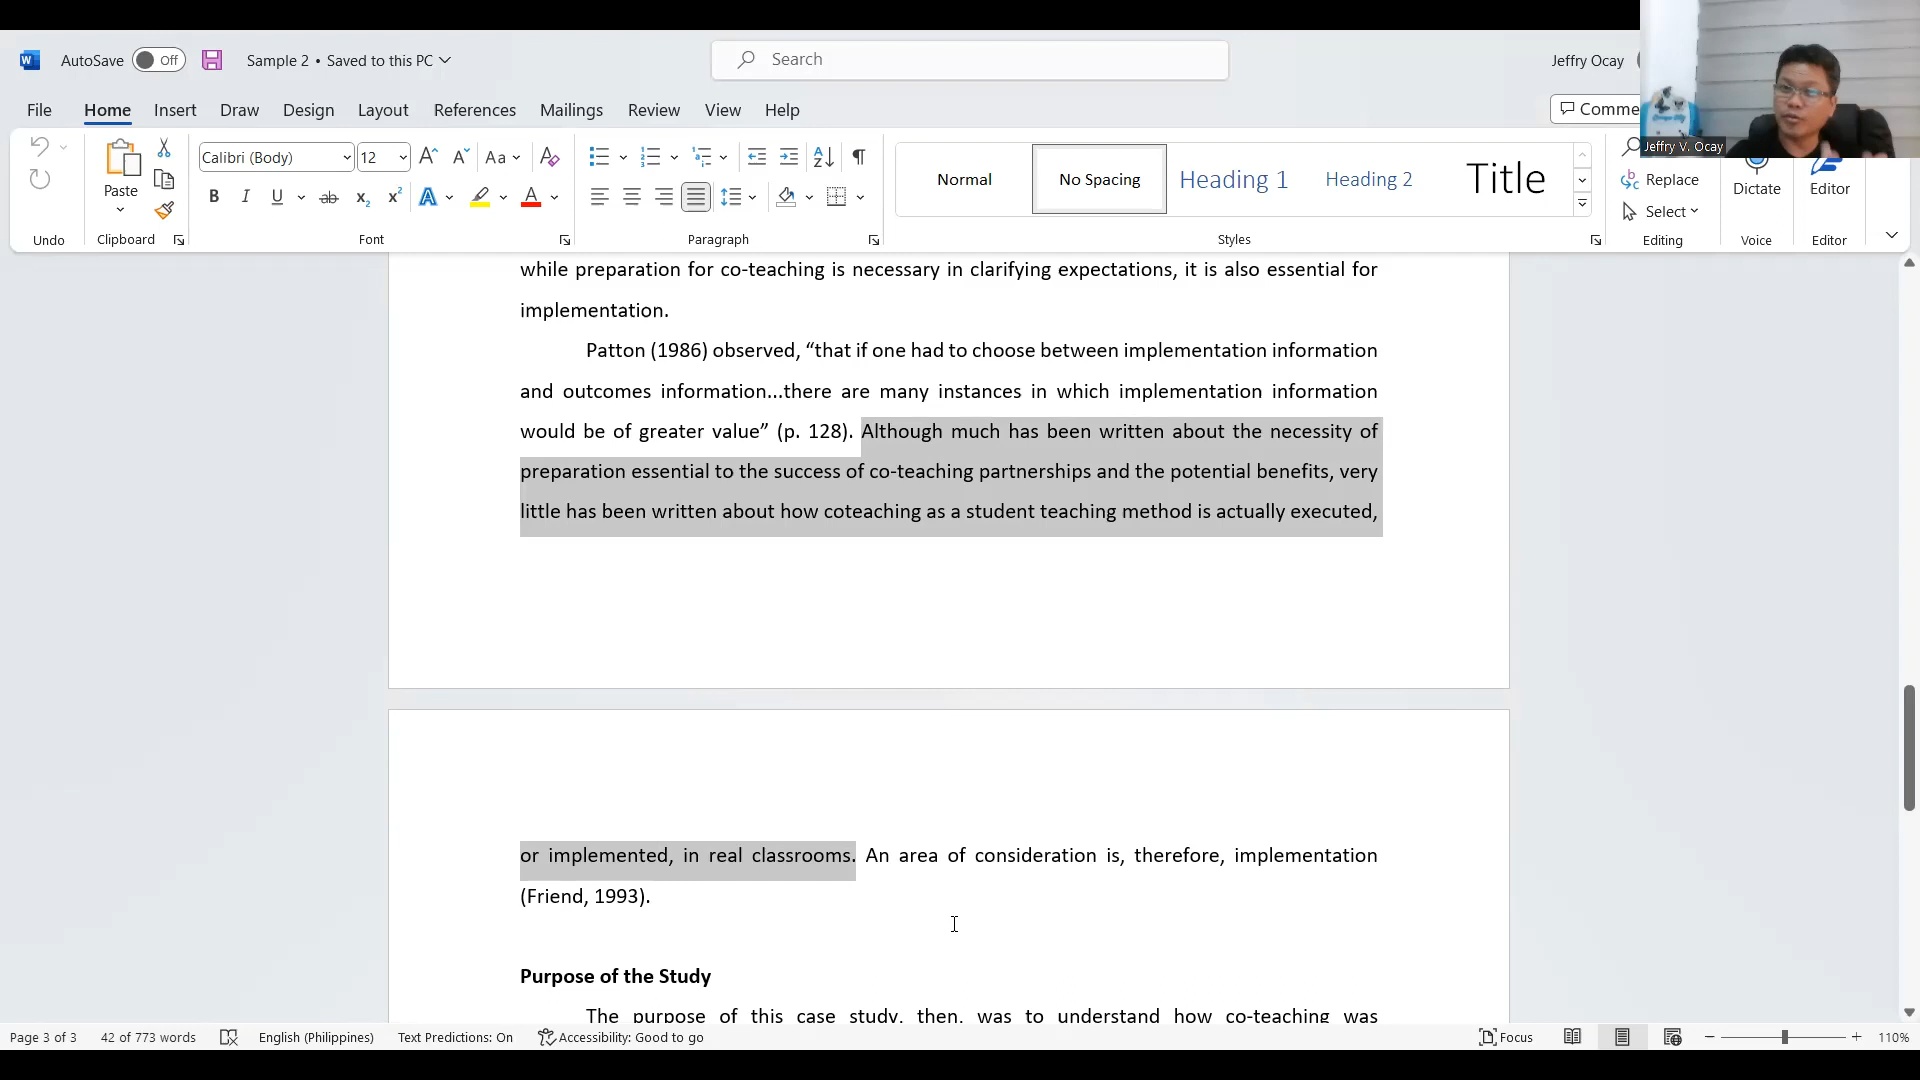 AutoSave Off Sample 2 • Saved to this PC Search Jeffry Ocay
File Home Insert Draw Design Layout References Mailings Review View Help Comme
Jeffry V. Ocay
Paste Calibri (Body) 12 Aa Normal No Spacing Heading 1 Heading 2 Title Replace Select Dictate Editor
Undo Clipboard Font Paragraph Styles Editing Voice Editor
while preparation for co-teaching is necessary in clarifying expectations, it is also essential for
implementation.
Patton (1986) observed, “that if one had to choose between implementation information
and outcomes information...there are many instances in which implementation information
would be of greater value” (p. 128). Although much has been written about the necessity of
preparation essential to the success of co-teaching partnerships and the potential benefits, very
little has been written about how coteaching as a student teaching method is actually executed,
or implemented, in real classrooms. An area of consideration is, therefore, implementation
(Friend, 1993).
Purpose of the Study
The purpose of this case study, then, was to understand how co-teaching was
Page 3 of 3 42 of 773 words English (Philippines) Text Predictions: On Accessibility: Good to go Focus 110%